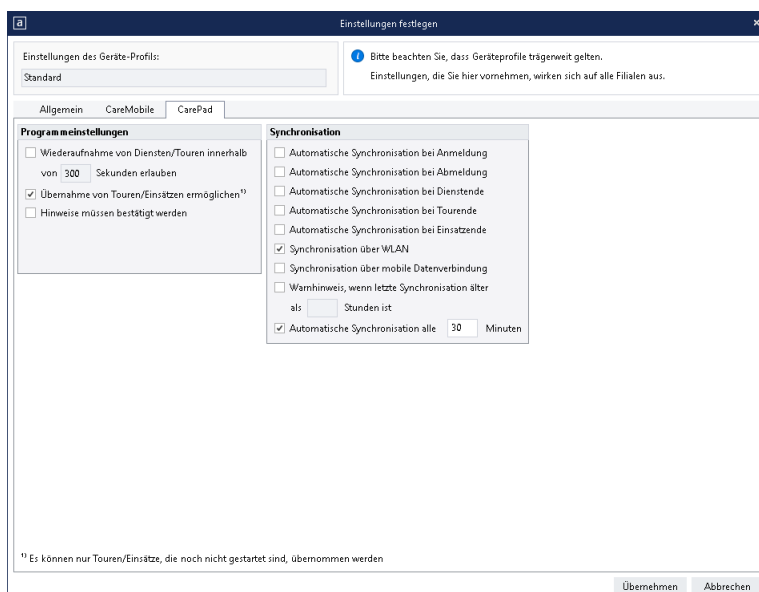 a
Einstellungen festlegen
×
Einstellungen des Geräte-Profils:
Standard
i
Bitte beachten Sie, dass Geräteprofile trägerweit gelten.
Einstellungen, die Sie hier vornehmen, wirken sich auf alle Filialen aus.
Allgemein
CareMobile
CarePad
Programmeinstellungen
Wiederaufnahme von Diensten/Touren innerhalb
von 300 Sekunden erlauben
Übernahme von Touren/Einsätzen ermöglichen¹⁾
Hinweise müssen bestätigt werden
Synchronisation
Automatische Synchronisation bei Anmeldung
Automatische Synchronisation bei Abmeldung
Automatische Synchronisation bei Dienstende
Automatische Synchronisation bei Tourende
Automatische Synchronisation bei Einsatzende
Synchronisation über WLAN
Synchronisation über mobile Datenverbindung
Warnhinweis, wenn letzte Synchronisation älter
als Stunden ist
Automatische Synchronisation alle 30 Minuten
¹⁾ Es können nur Touren/Einsätze, die noch nicht gestartet sind, übernommen werden
Übernehmen
Abbrechen